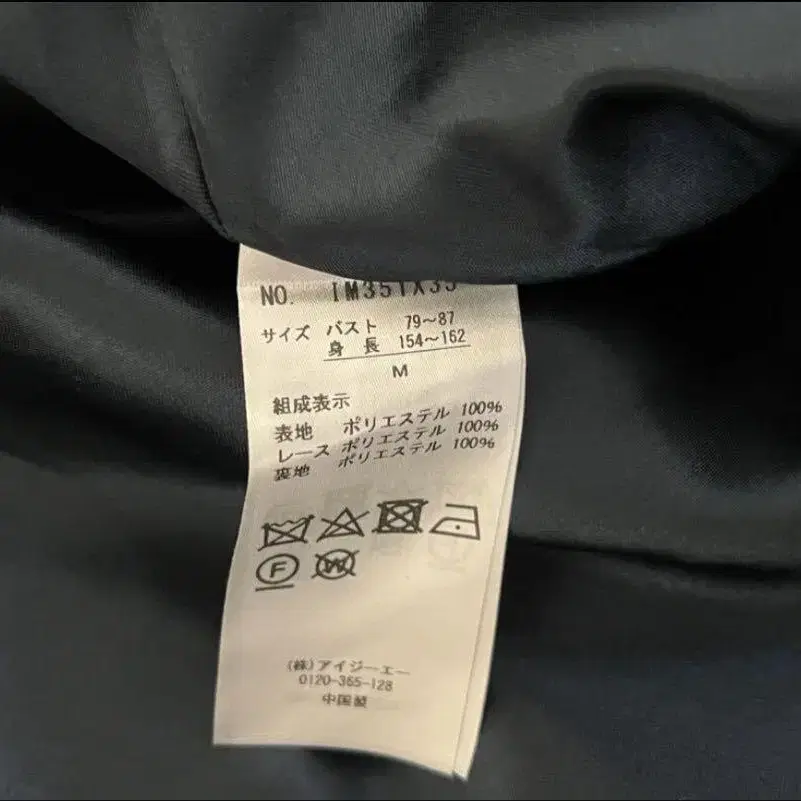 NO. IM351X35
サイズ バスト 79～87
身 長 154～162
M
組成表示
表地 ポリエステル 100%
レース ポリエステル 100%
裏地 ポリエステル 100%
F
W
(株)アイジーエー
0120-365-128
中国製